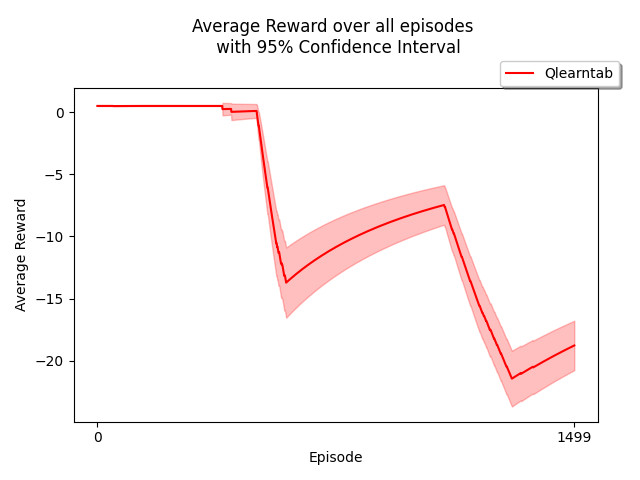 Average Reward over all episodes
with 95% Confidence Interval
Qlearntab
0
−5
−10
−15
−20
Average Reward
0
1499
Episode